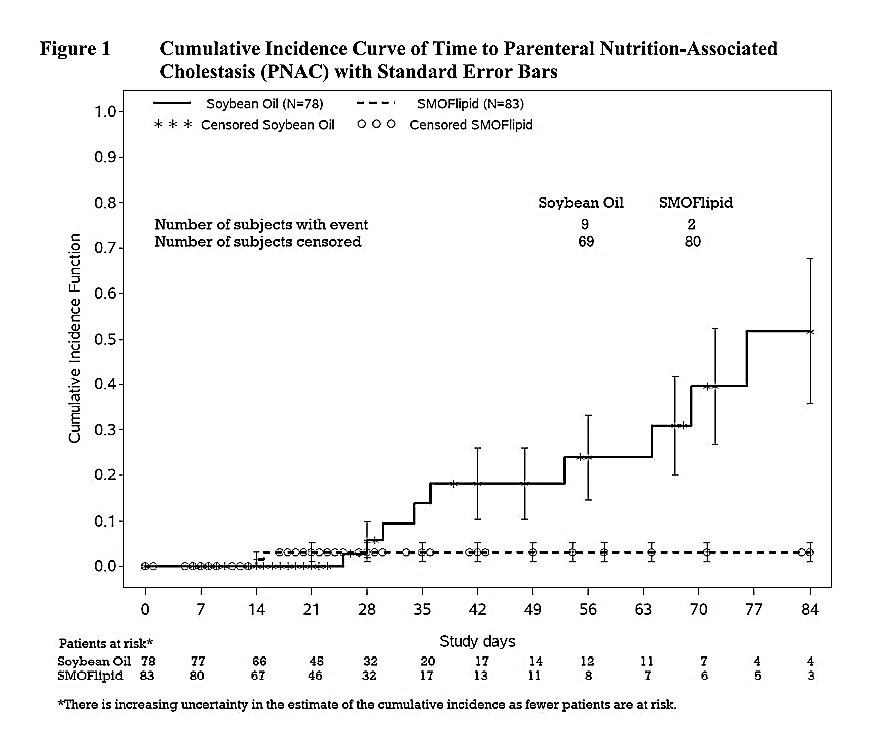 Figure 1 Cumulative Incidence Curve of Time to Parenteral Nutrition-Associated
Cholestasis (PNAC) with Standard Error Bars
Soybean Oil (N=78) SMOFlipid (N=83)
* * * Censored Soybean Oil O O O Censored SMOFlipid
Soybean Oil SMOFlipid
Number of subjects with event 9 2
Number of subjects censored 69 80
Cumulative Incidence Function
1.0
0.9
0.8
0.7
0.6
0.5
0.4
0.3
0.2
0.1
0.0
0 7 14 21 28 35 42 49 56 63 70 77 84
Study days
Patients at risk*
Soybean Oil 78 77 66 48 32 20 17 14 12 11 7 4 4
SMOFlipid 83 80 67 46 32 17 13 11 8 7 6 5 3
*There is increasing uncertainty in the estimate of the cumulative incidence as fewer patients are at risk.